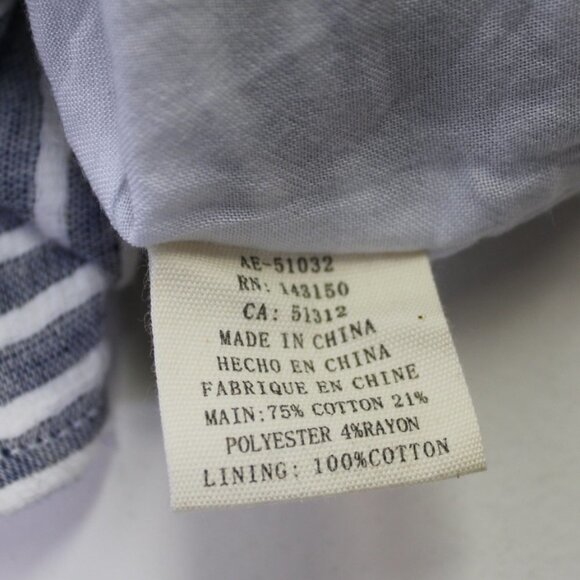 AE-51032
RN: 143150
CA: 51312
MADE IN CHINA
HECHO EN CHINA
FABRIQUE EN CHINE
MAIN:75% COTTON 21%
POLYESTER 4%RAYON
LINING: 100%COTTON